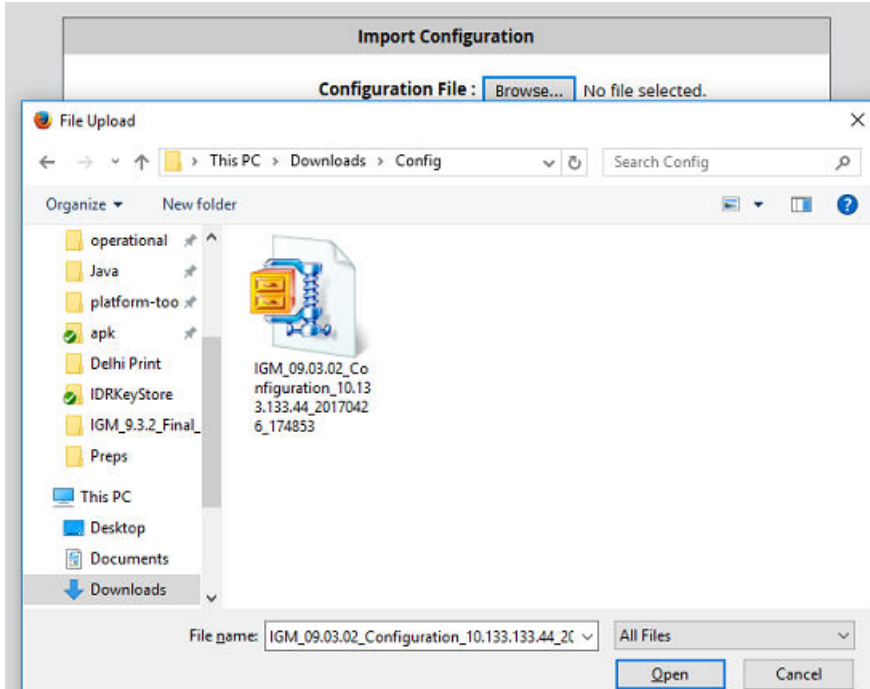 Import Configuration
Configuration File : Browse... No file selected.
File Upload
This PC > Downloads > Config
Search Config
Organize
New folder
operational
Java
platform-too
apk
Delhi Print
IDRKeyStore
IGM_9.3.2_Final_
Preps
This PC
Desktop
Documents
Downloads
IGM_09.03.02_Co
nfiguration_10.13
3.133.44_2017042
6_174853
File name: IGM_09.03.02_Configuration_10.133.133.44_20
All Files
Open
Cancel